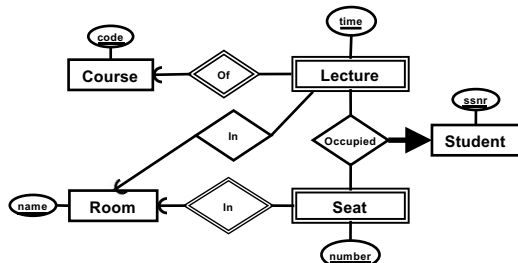 time
code
Of
Course
Lecture
ssnr
In
Occupied
Student
name
Room
In
Seat
number